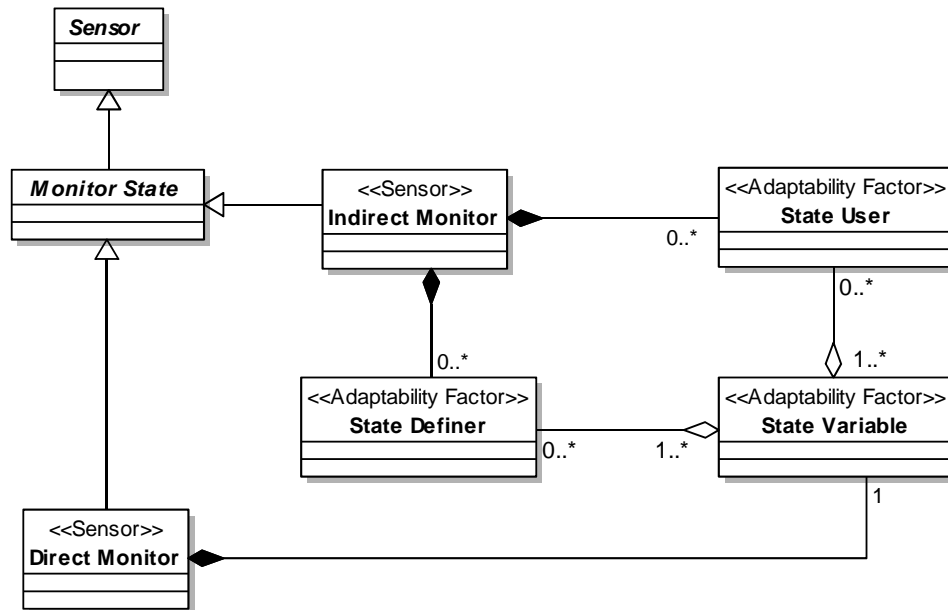 Sensor
Monitor State
<<Sensor>>
Indirect Monitor
<<Adaptability Factor>>
State User
0..*
0..*
0..*
1..*
<<Adaptability Factor>>
State Definer
0..*
1..*
<<Adaptability Factor>>
State Variable
1
<<Sensor>>
Direct Monitor